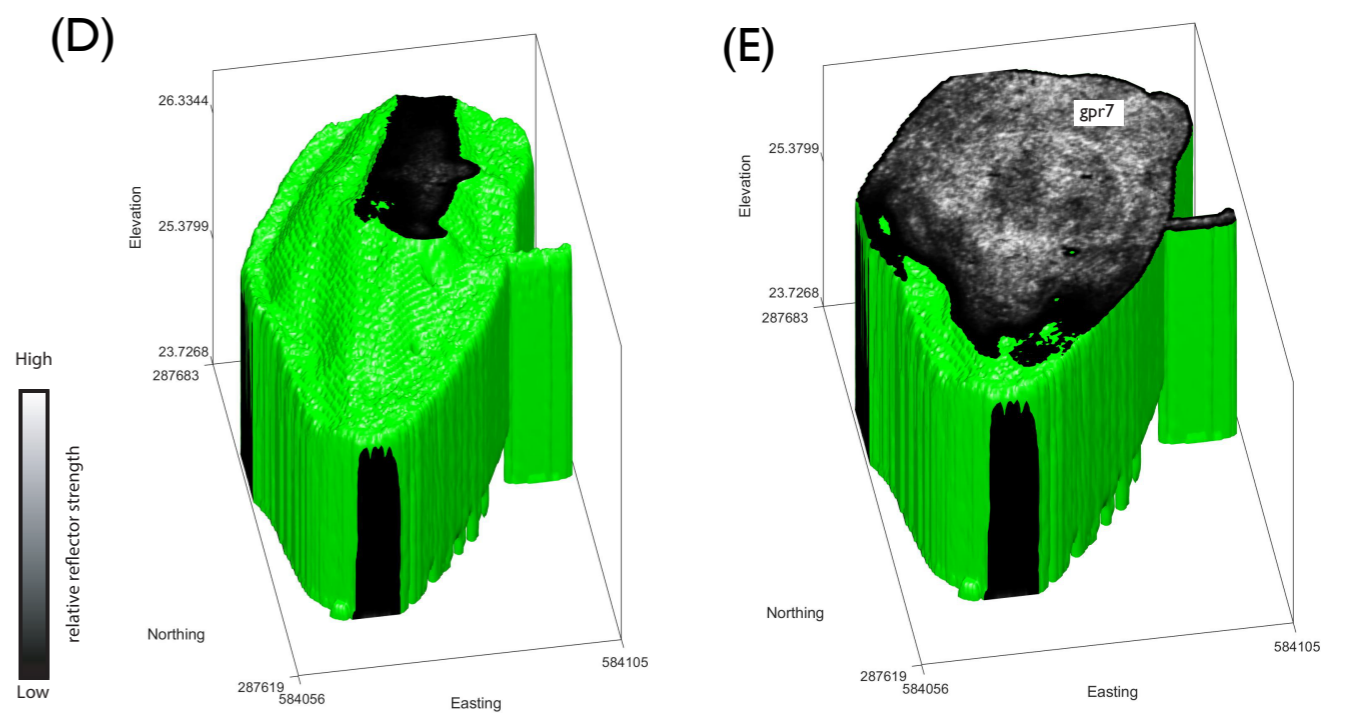 (D)
26.3344
Elevation
25.3799
23.7268
287683
High
relative reflector strength
Low
Northing
287619
584056
Easting
584105
(E)
gpr7
25.3799
Elevation
23.7268
287683
Northing
287619
584056
Easting
584105